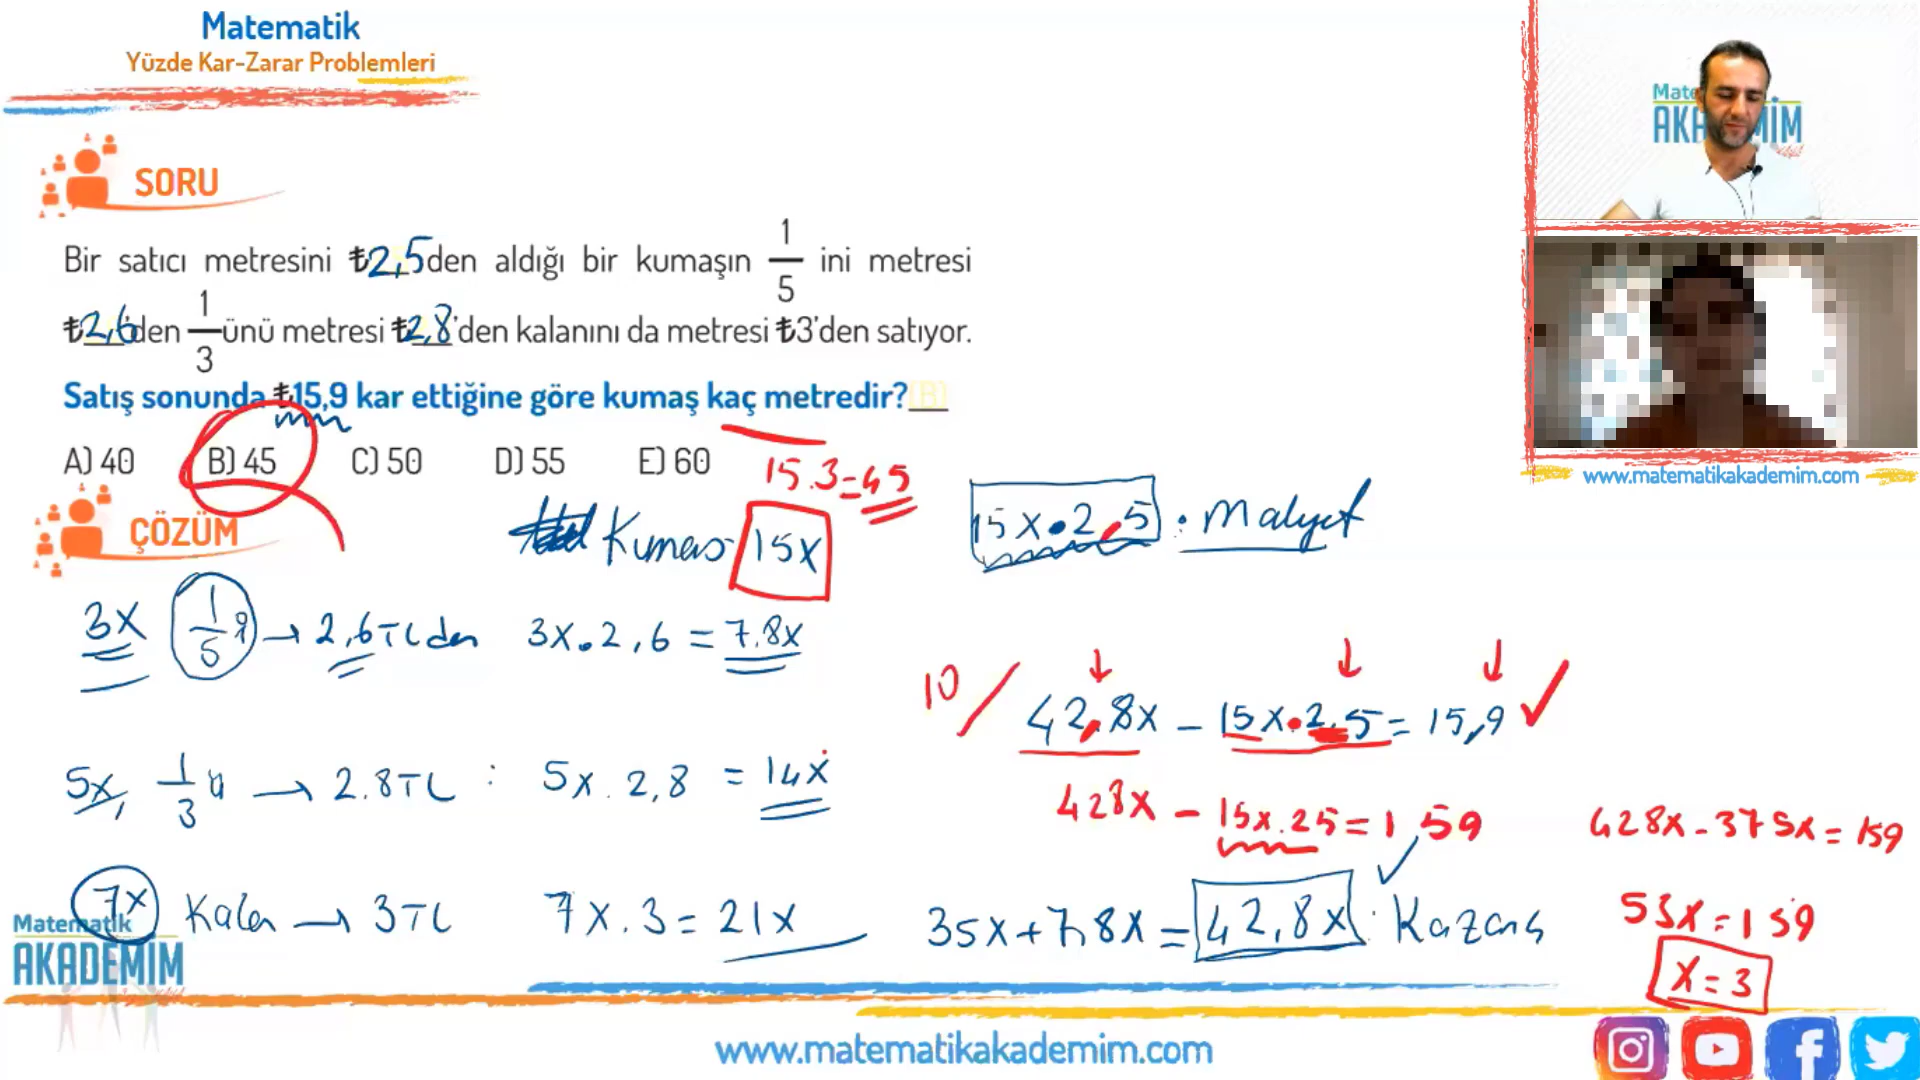 Matematik
Yüzde Kar-Zarar Problemleri
Matematik
AKADEMİM
SORU
Bir satıcı metresini ₺2,5den aldığı bir kumaşın 1/5 ini metresi
₺2,6'den 1/3 ünü metresi ₺2,8'den kalanını da metresi ₺3'den satıyor.
Satış sonunda ₺15,9 kar ettiğine göre kumaş kaç metredir? (B)
A) 40 B) 45 C) 50 D) 55 E) 60
15.3=45
www.matematikakademim.com
ÇÖZÜM
Kumaş 15x
15x.2,5 : Malyet
3x 1/5 i → 2,6TL den 3x.2,6 = 7.8x
10/ 42,8x - 15x.2,5 = 15,9
5x, 1/3 ü → 2.8TL : 5x.2,8 = 14x
428x - 15x.25 = 159
428x - 375x = 159
7x Kalan → 3TL 7x.3 = 21x
35x + 7,8x = 42,8x : Kazanç
53x = 159
x = 3
Matematik
AKADEMİM
www.matematikakademim.com